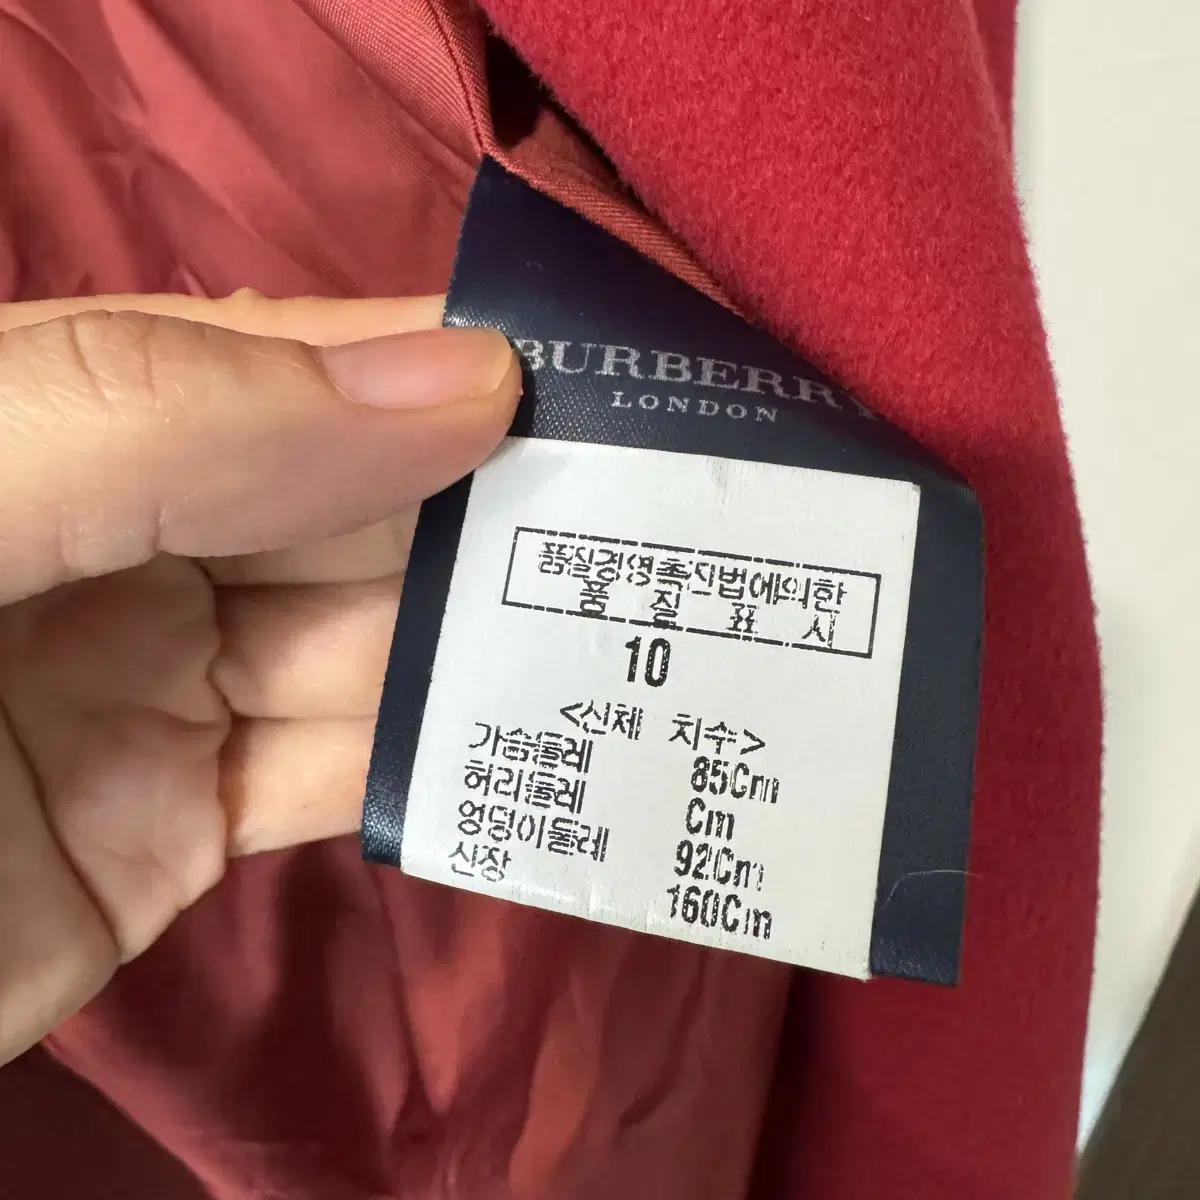 BURBERRY
LONDON
품질경영촉진법에의한
품 질 표 시
10
<신체 치수>
가슴둘레 85Cm
허리둘레 Cm
엉덩이둘레 92Cm
신장 160Cm